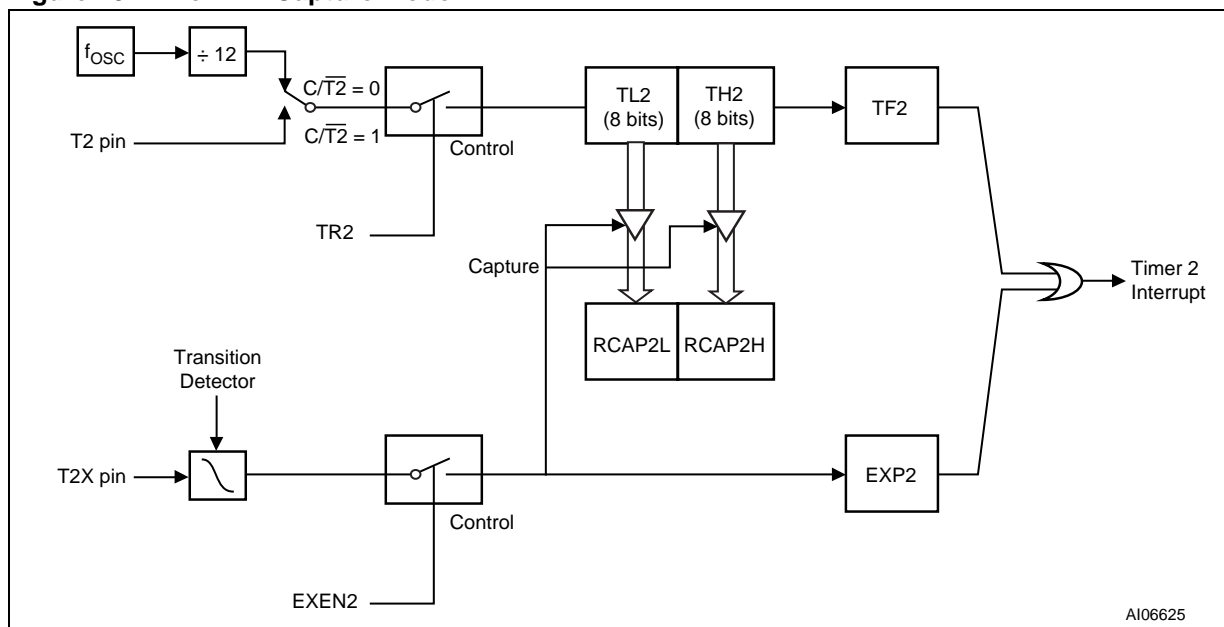 fOSC
÷ 12
C/T2 = 0
C/T2 = 1
T2 pin
Control
TR2
TL2
(8 bits)
TH2
(8 bits)
TF2
Capture
RCAP2L
RCAP2H
Timer 2
Interrupt
Transition
Detector
T2X pin
Control
EXEN2
EXP2
AI06625